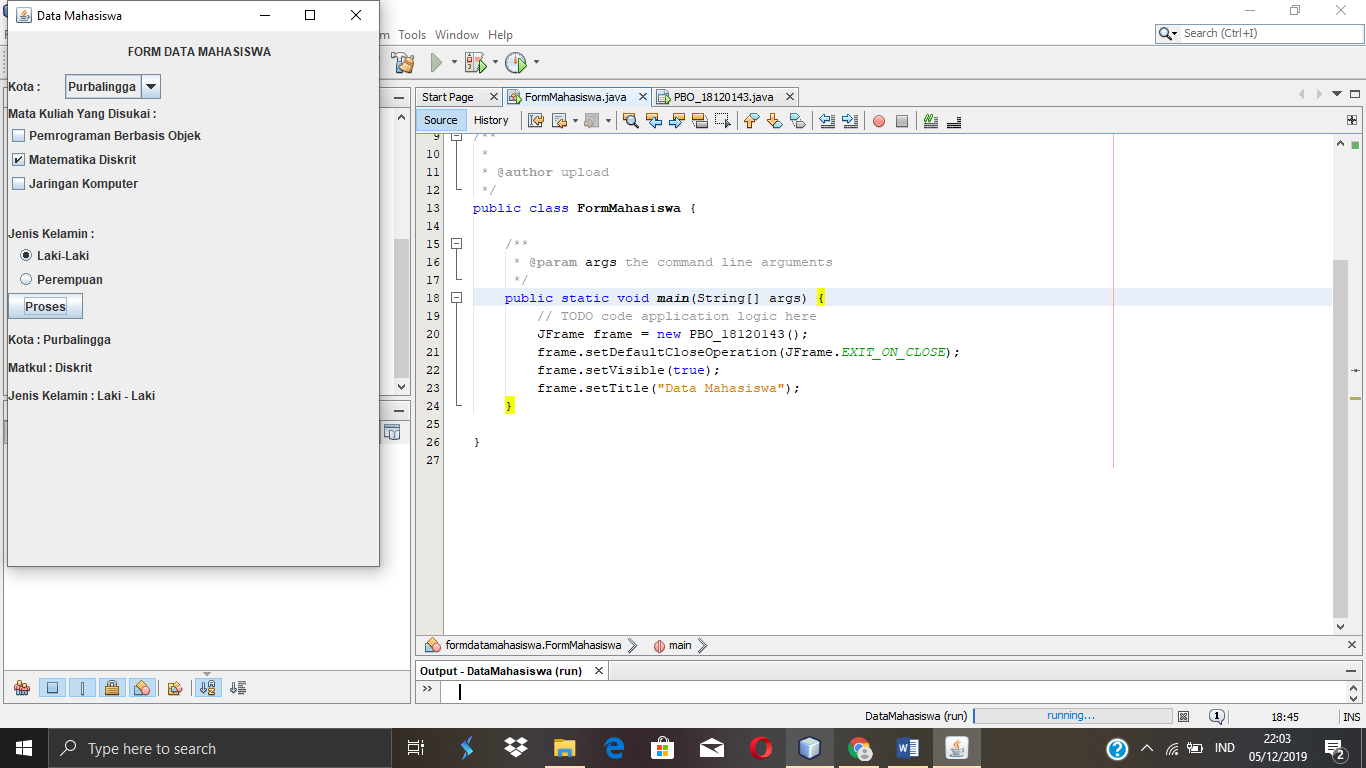 Data Mahasiswa
FORM DATA MAHASISWA
Kota : Purbalingga
Mata Kuliah Yang Disukai :
Pemrograman Berbasis Objek
Matematika Diskrit
Jaringan Komputer
Jenis Kelamin :
Laki-Laki
Perempuan
Proses
Kota : Purbalingga
Matkul : Diskrit
Jenis Kelamin : Laki - Laki
Tools Window Help
Search (Ctrl+I)
Start Page FormMahasiswa.java PBO_18120143.java
Source History
9 /**
10 *
11 * @author upload
12 */
13 public class FormMahasiswa {
14
15 /**
16 * @param args the command line arguments
17 */
18 public static void main(String[] args) {
19 // TODO code application logic here
20 JFrame frame = new PBO_18120143();
21 frame.setDefaultCloseOperation(JFrame.EXIT_ON_CLOSE);
22 frame.setVisible(true);
23 frame.setTitle("Data Mahasiswa");
24 }
25
26 }
27
formdatamahasiswa.FormMahasiswa main
Output - DataMahasiswa (run)
DataMahasiswa (run) running... 1 18:45 INS
Type here to search
IND
22:03
05/12/2019
2